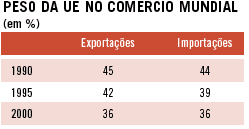 PESO DA UE NO COMERCIO MUNDIAL
(em %)
Exportações Importações
1990 45 44
1995 42 39
2000 36 36